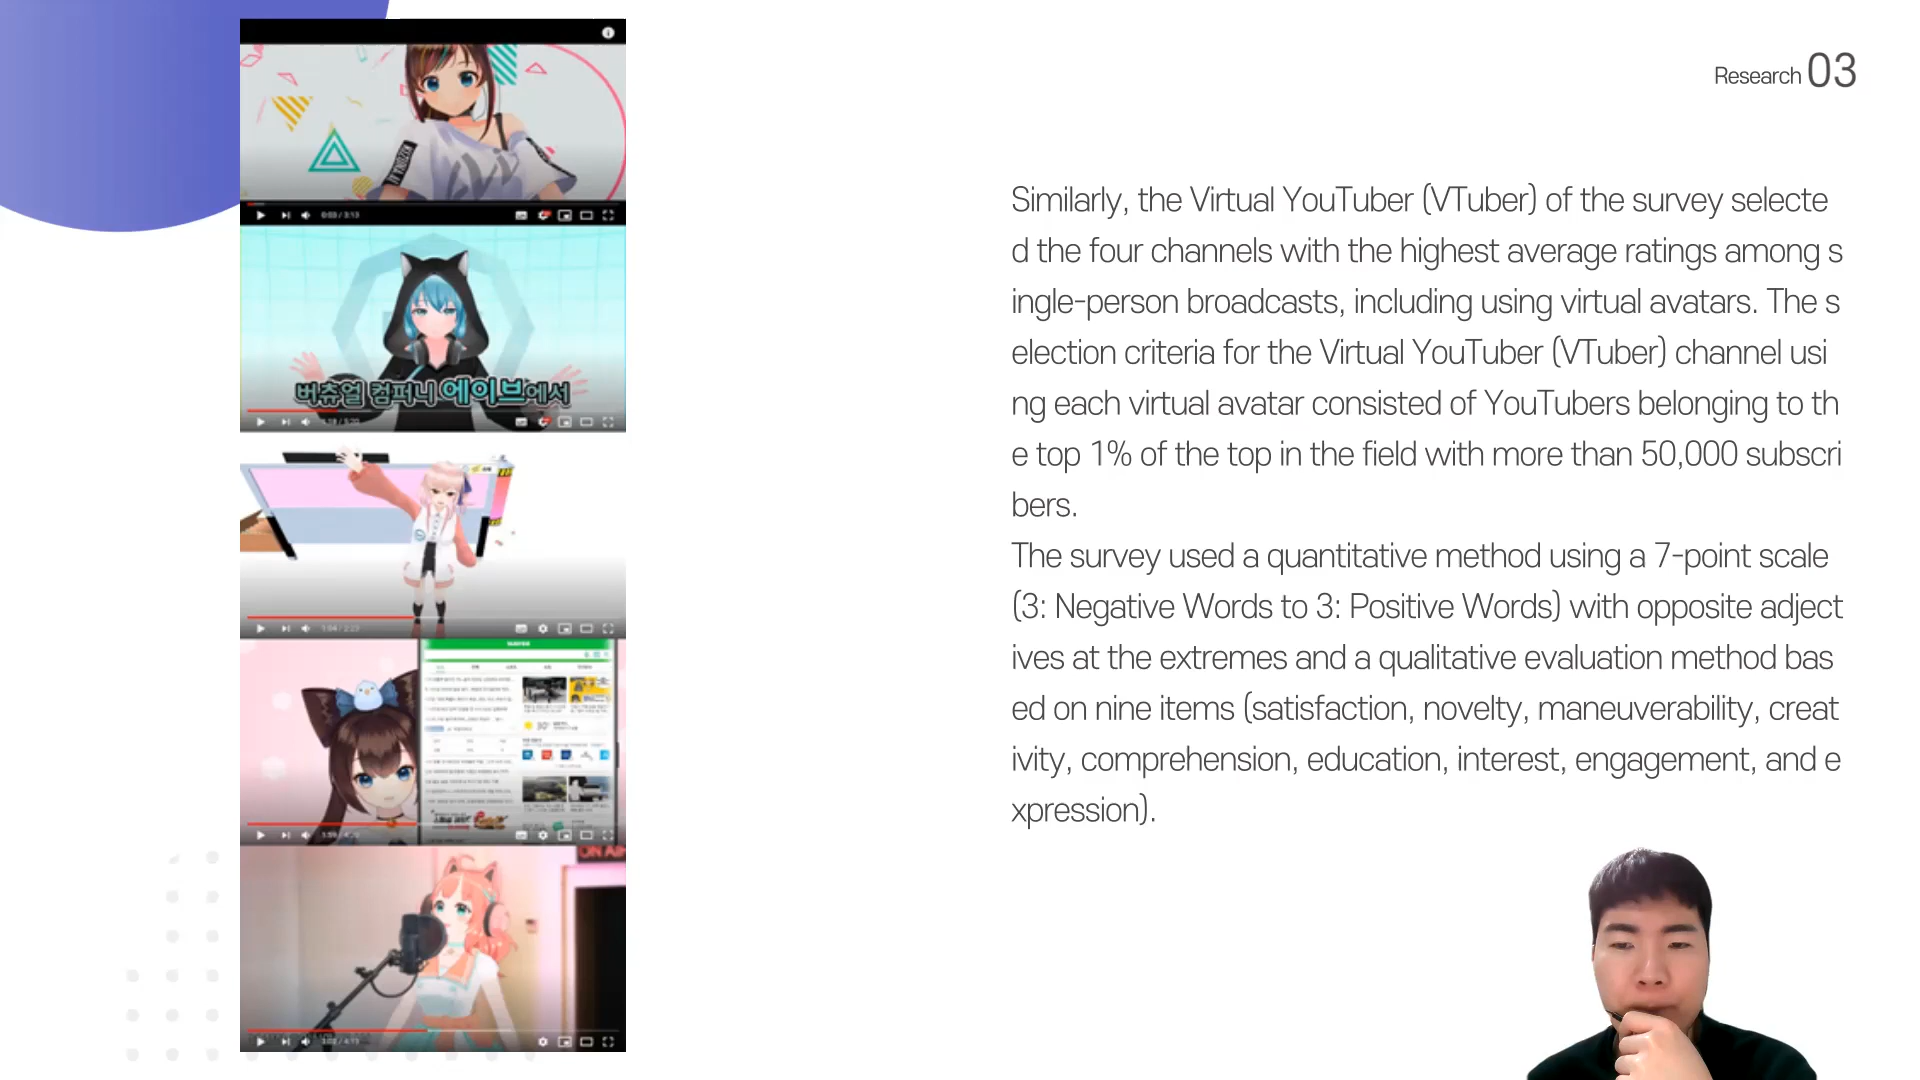 Research 03
Similarly, the Virtual YouTuber (VTuber) of the survey selecte
d the four channels with the highest average ratings among s
ingle-person broadcasts, including using virtual avatars. The s
election criteria for the Virtual YouTuber (VTuber) channel usi
ng each virtual avatar consisted of YouTubers belonging to th
e top 1% of the top in the field with more than 50,000 subscri
bers.
The survey used a quantitative method using a 7-point scale
(3: Negative Words to 3: Positive Words) with opposite adject
ives at the extremes and a qualitative evaluation method bas
ed on nine items (satisfaction, novelty, maneuverability, creat
ivity, comprehension, education, interest, engagement, and e
xpression).
0:03 / 3:13
버츄얼 컴퍼니 에이브에서
ON AIR